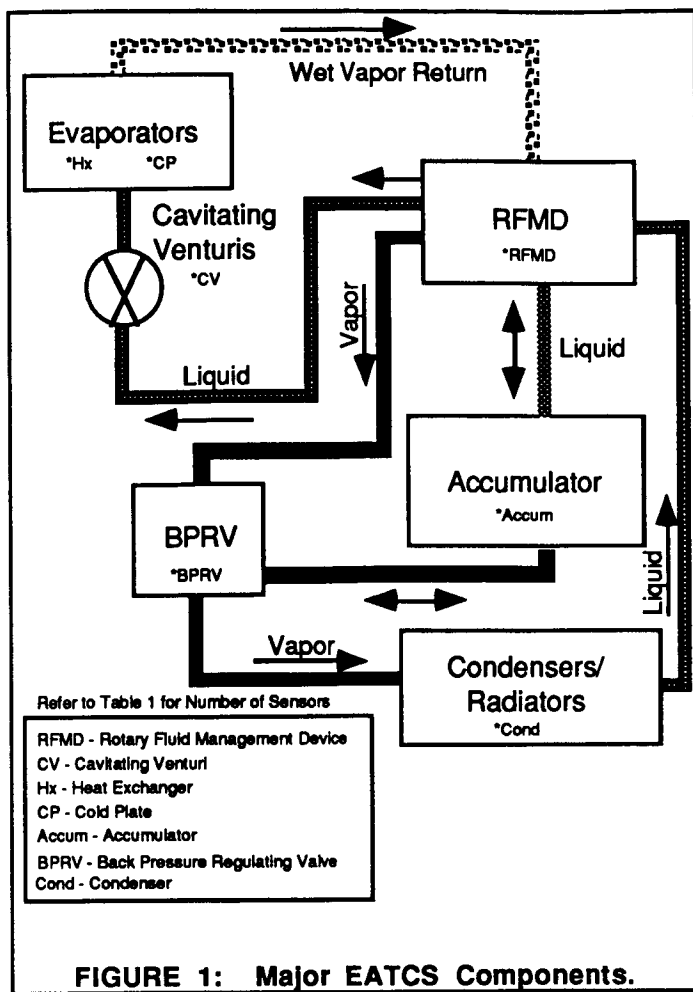 Wet Vapor Return
Evaporators
*Hx *CP
Cavitating
Venturis
*CV
RFMD
*RFMD
Vapor
Liquid
Liquid
Accumulator
*Accum
BPRV
*BPRV
Liquid
Vapor
Condensers/
Radiators
*Cond
Refer to Table 1 for Number of Sensors
RFMD - Rotary Fluid Management Device
CV - Cavitating Venturi
Hx - Heat Exchanger
CP - Cold Plate
Accum - Accumulator
BPRV - Back Pressure Regulating Valve
Cond - Condenser
FIGURE 1: Major EATCS Components.